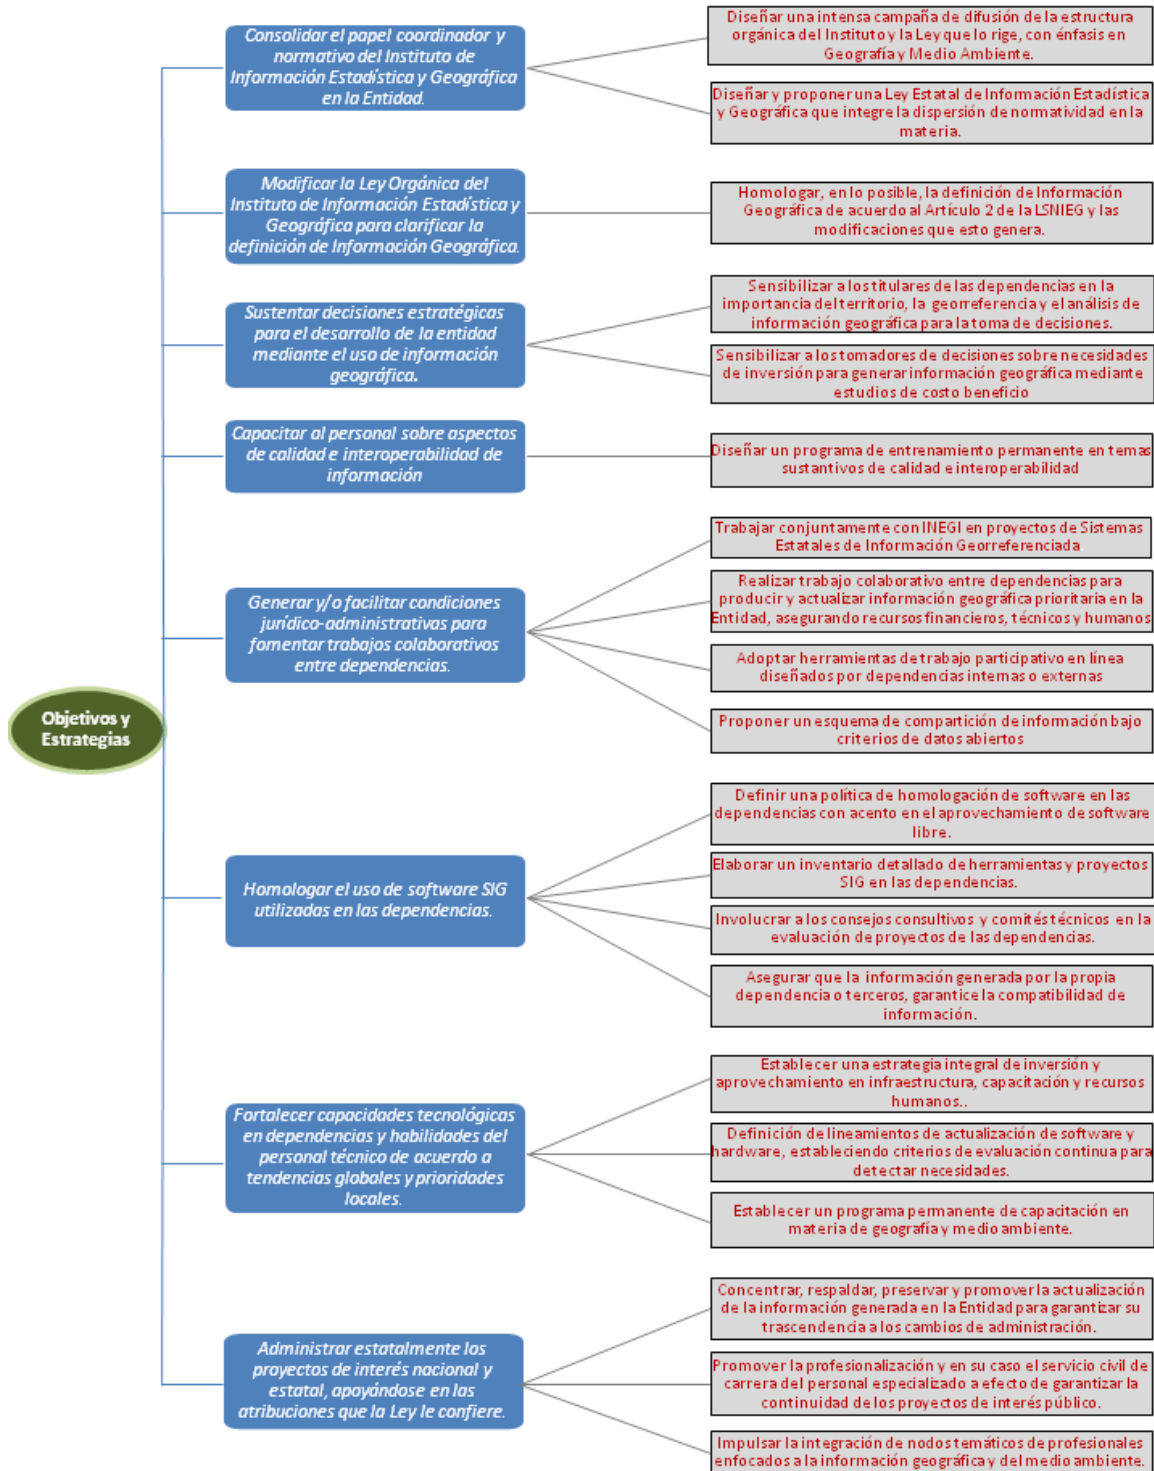 Objetivos y
Estrategias
Consolidar el papel coordinador y
normativo del Instituto de
Información Estadística y Geográfica
en la Entidad.
Diseñar una intensa campaña de difusión de la estructura
orgánica del Instituto y la Ley que lo rige, con énfasis en
Geografía y Medio Ambiente.
Diseñar y proponer una Ley Estatal de Información Estadística
y Geográfica que integre la dispersión de normatividad en la
materia.
Modificar la Ley Orgánica del
Instituto de Información Estadística y
Geográfica para clarificar la
definición de Información Geográfica.
Homologar, en lo posible, la definición de Información
Geográfica de acuerdo al Artículo 2 de la LSNIEG y las
modificaciones que esto genera.
Sustentar decisiones estratégicas
para el desarrollo de la entidad
mediante el uso de información
geográfica.
Sensibilizar a los titulares de las dependencias en la
importancia del territorio, la georreferencia y el análisis de
información geográfica para la toma de decisiones.
Sensibilizar a los tomadores de decisiones sobre necesidades
de inversión para generar información geográfica mediante
estudios de costo beneficio
Capacitar al personal sobre aspectos
de calidad e interoperabilidad de
información
Diseñar un programa de entrenamiento permanente en temas
sustantivos de calidad e interoperabilidad
Generar y/o facilitar condiciones
jurídico-administrativas para
fomentar trabajos colaborativos
entre dependencias.
Trabajar conjuntamente con INEGI en proyectos de Sistemas
Estatales de Información Georreferenciada
Realizar trabajo colaborativo entre dependencias para
producir y actualizar información geográfica prioritaria en la
Entidad, asegurando recursos financieros, técnicos y humanos
Adoptar herramientas de trabajo participativo en línea
diseñados por dependencias internas o externas
Proponer un esquema de compartición de información bajo
criterios de datos abiertos
Homologar el uso de software SIG
utilizadas en las dependencias.
Definir una política de homologación de software en las
dependencias con acento en el aprovechamiento de software
libre.
Elaborar un inventario detallado de herramientas y proyectos
SIG en las dependencias.
Involucrar a los consejos consultivos y comités técnicos en la
evaluación de proyectos de las dependencias.
Asegurar que la información generada por la propia
dependencia o terceros, garantice la compatibilidad de
información.
Fortalecer capacidades tecnológicas
en dependencias y habilidades del
personal técnico de acuerdo a
tendencias globales y prioridades
locales.
Establecer una estrategia integral de inversión y
aprovechamiento en infraestructura, capacitación y recursos
humanos..
Definición de lineamientos de actualización de software y
hardware, estableciendo criterios de evaluación continua para
detectar necesidades.
Establecer un programa permanente de capacitación en
materia de geografía y medio ambiente.
Administrar estatalmente los
proyectos de interés nacional y
estatal, apoyándose en las
atribuciones que la Ley le confiere.
Concentrar, respaldar, preservar y promover la actualización
de la información generada en la Entidad para garantizar su
trascendencia a los cambios de administración.
Promover la profesionalización y en su caso el servicio civil de
carrera del personal especializado a efecto de garantizar la
continuidad de los proyectos de interés público.
Impulsar la integración de nodos temáticos de profesionales
enfocados a la información geográfica y del medio ambiente.